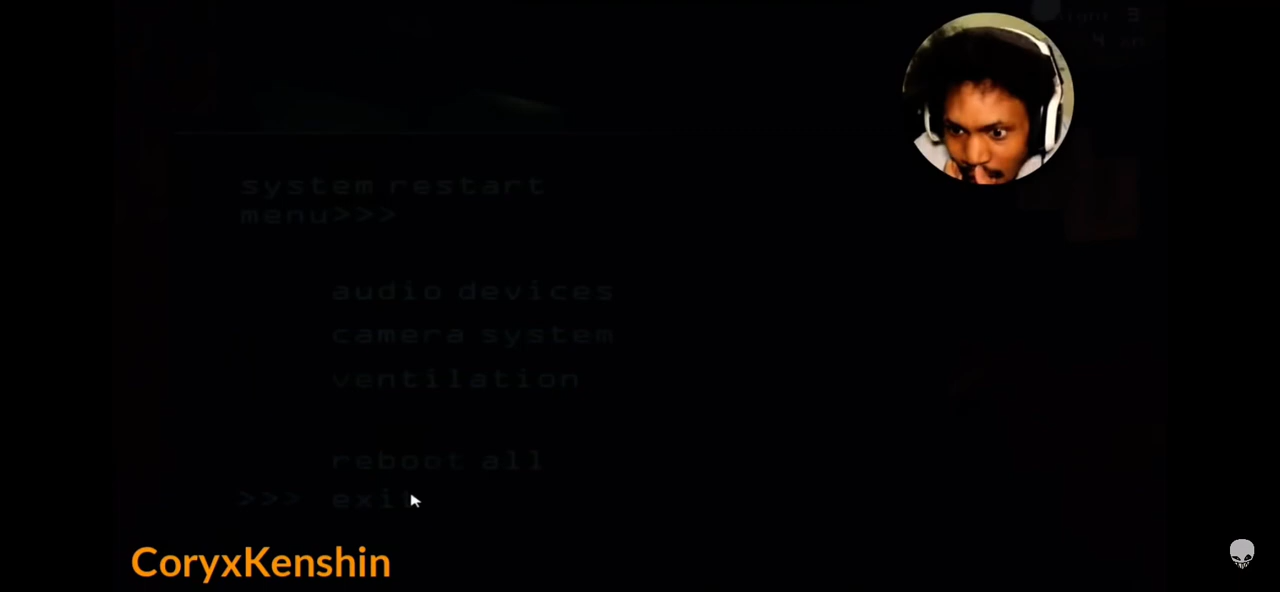 system restart
menu>>>
audio devices
camera system
ventilation
reboot all
>>> exit
CoryxKenshin